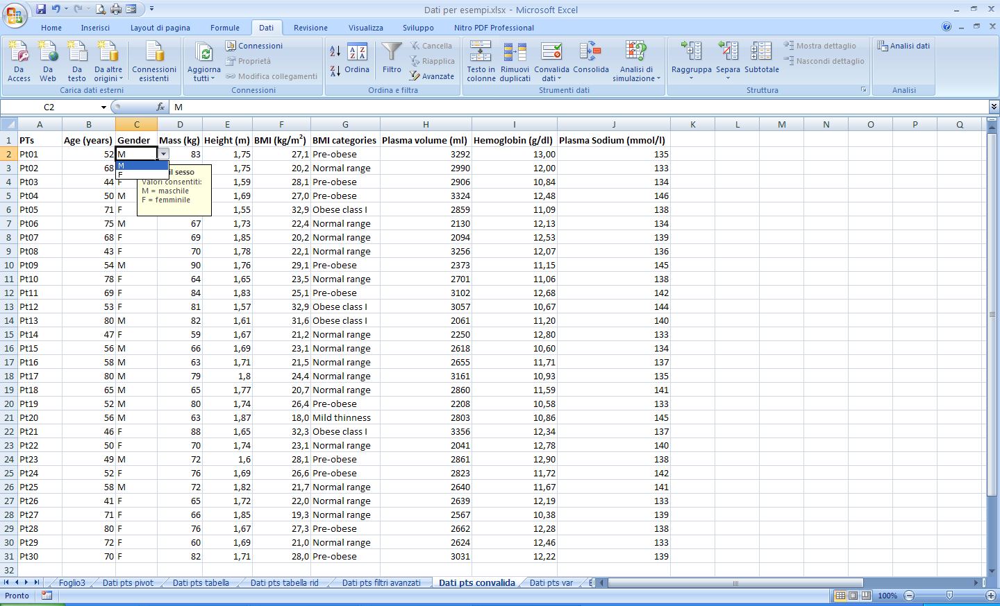 Dati per esempi.xlsx - Microsoft Excel
Home Inserisci Layout di pagina Formule Dati Revisione Visualizza Sviluppo Nitro PDF Professional
Da Access
Da Web
Da testo
Da altre origini
Connessioni esistenti
Carica dati esterni
Aggiorna tutti
Connessioni
Proprietà
Modifica collegamenti
Connessioni
Ordina
Filtro
Cancella
Riapplica
Avanzate
Ordina e filtra
Testo in colonne
Rimuovi duplicati
Convalida dati
Consolida
Analisi di simulazione
Strumenti dati
Raggruppa
Separa
Subtotale
Mostra dettaglio
Nascondi dettaglio
Struttura
Analisi dati
Analisi
C2 fx M
A B C D E F G H I J K L M N O P Q
1 PTs Age (years) Gender Mass (kg) Height (m) BMI (kg/m²) BMI categories Plasma volume (ml) Hemoglobin (g/dl) Plasma Sodium (mmol/l)
2 Pt01 52 M 83 1,75 27,1 Pre-obese 3292 13,00 135
3 Pt02 68 1,75 20,2 Normal range 2990 12,00 133
4 Pt03 44 F 1,59 28,1 Pre-obese 2906 10,84 134
5 Pt04 50 M 1,69 27,0 Pre-obese 3324 12,48 146
6 Pt05 71 F 1,55 32,9 Obese class I 2859 11,09 138
7 Pt06 75 M 67 1,73 22,4 Normal range 2130 12,13 134
8 Pt07 68 F 69 1,85 20,2 Normal range 2094 12,53 139
9 Pt08 43 F 70 1,78 22,1 Normal range 3256 12,07 136
10 Pt09 54 M 90 1,76 29,1 Pre-obese 2373 11,15 145
11 Pt10 78 F 64 1,65 23,5 Normal range 2701 11,06 138
12 Pt11 69 F 84 1,83 25,1 Pre-obese 3102 12,68 142
13 Pt12 53 F 81 1,57 32,9 Obese class I 3057 10,67 144
14 Pt13 80 M 82 1,61 31,6 Obese class I 2061 11,20 140
15 Pt14 47 F 59 1,67 21,2 Normal range 2250 12,80 133
16 Pt15 56 M 66 1,69 23,1 Normal range 2618 10,60 134
17 Pt16 58 M 63 1,71 21,5 Normal range 2655 11,71 137
18 Pt17 80 M 79 1,8 24,4 Normal range 3161 10,93 135
19 Pt18 65 M 65 1,77 20,7 Normal range 2860 11,59 141
20 Pt19 52 M 80 1,74 26,4 Pre-obese 2208 10,58 133
21 Pt20 56 M 63 1,87 18,0 Mild thinness 2803 10,86 145
22 Pt21 46 F 88 1,65 32,3 Obese class I 3356 12,34 137
23 Pt22 50 F 70 1,74 23,1 Normal range 2041 12,78 140
24 Pt23 49 M 72 1,6 28,1 Pre-obese 2861 12,90 138
25 Pt24 52 F 76 1,69 26,6 Pre-obese 2823 11,72 142
26 Pt25 58 M 72 1,82 21,7 Normal range 2640 11,67 141
27 Pt26 41 F 65 1,72 22,0 Normal range 2639 12,19 133
28 Pt27 71 F 66 1,85 19,3 Normal range 2567 10,38 139
29 Pt28 80 F 76 1,67 27,3 Pre-obese 2662 12,28 138
30 Pt29 72 F 60 1,69 21,0 Normal range 2624 12,46 133
31 Pt30 70 F 82 1,71 28,0 Pre-obese 3031 12,22 139
32
M
F
il sesso
Valori consentiti:
M = maschile
F = femminile
Foglio3 Dati pts pivot Dati pts tabella Dati pts tabella rid Dati pts filtri avanzati Dati pts convalida Dati pts var
Pronto 100%